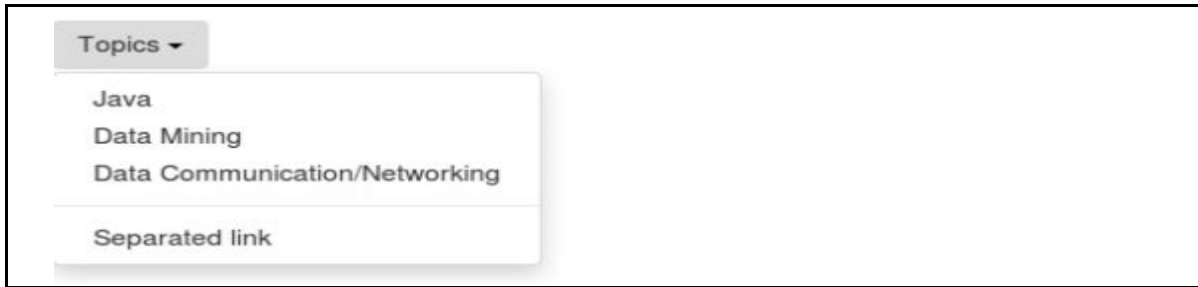 Topics
Java
Data Mining
Data Communication/Networking
Separated link